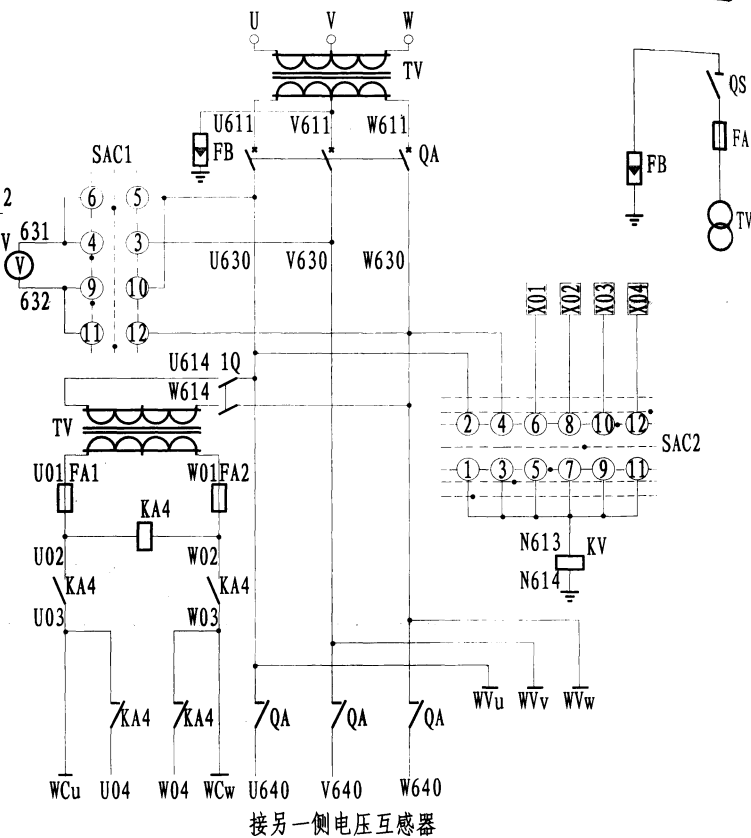 U V W
TV
QS
U611 V611 W611
FB QA
FA
SAC1
FB
2
6 5
V 631 4 3
TV
V
U630 V630 W630
9 10
632
X01 X02 X03 X04
11 12
U614 1Q
W614
TV
2 4 6 8 10 12
SAC2
U01 FA1 W01 FA2
1 3 5 7 9 11
KA4
N613 KV
U02 W02
N614
KA4 KA4
U03 W03
WVu WVv WVw
KA4 KA4 QA QA QA
WCu U04 W04 WCw U640 V640 W640
接另一侧电压互感器